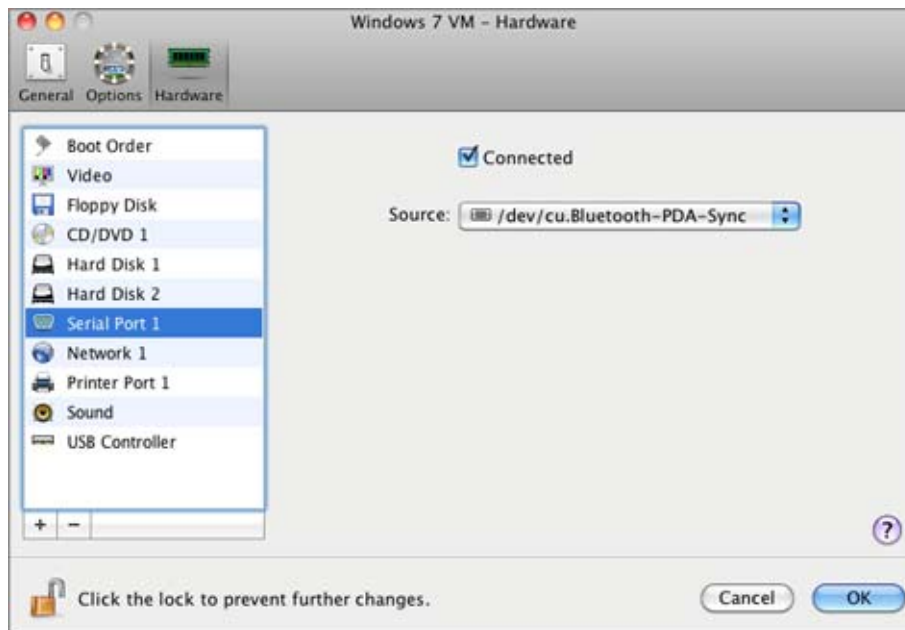 Windows 7 VM – Hardware
General
Options
Hardware
Boot Order
Video
Floppy Disk
CD/DVD 1
Hard Disk 1
Hard Disk 2
Serial Port 1
Network 1
Printer Port 1
Sound
USB Controller
Connected
Source: /dev/cu.Bluetooth-PDA-Sync
+ −
?
Click the lock to prevent further changes.
Cancel
OK